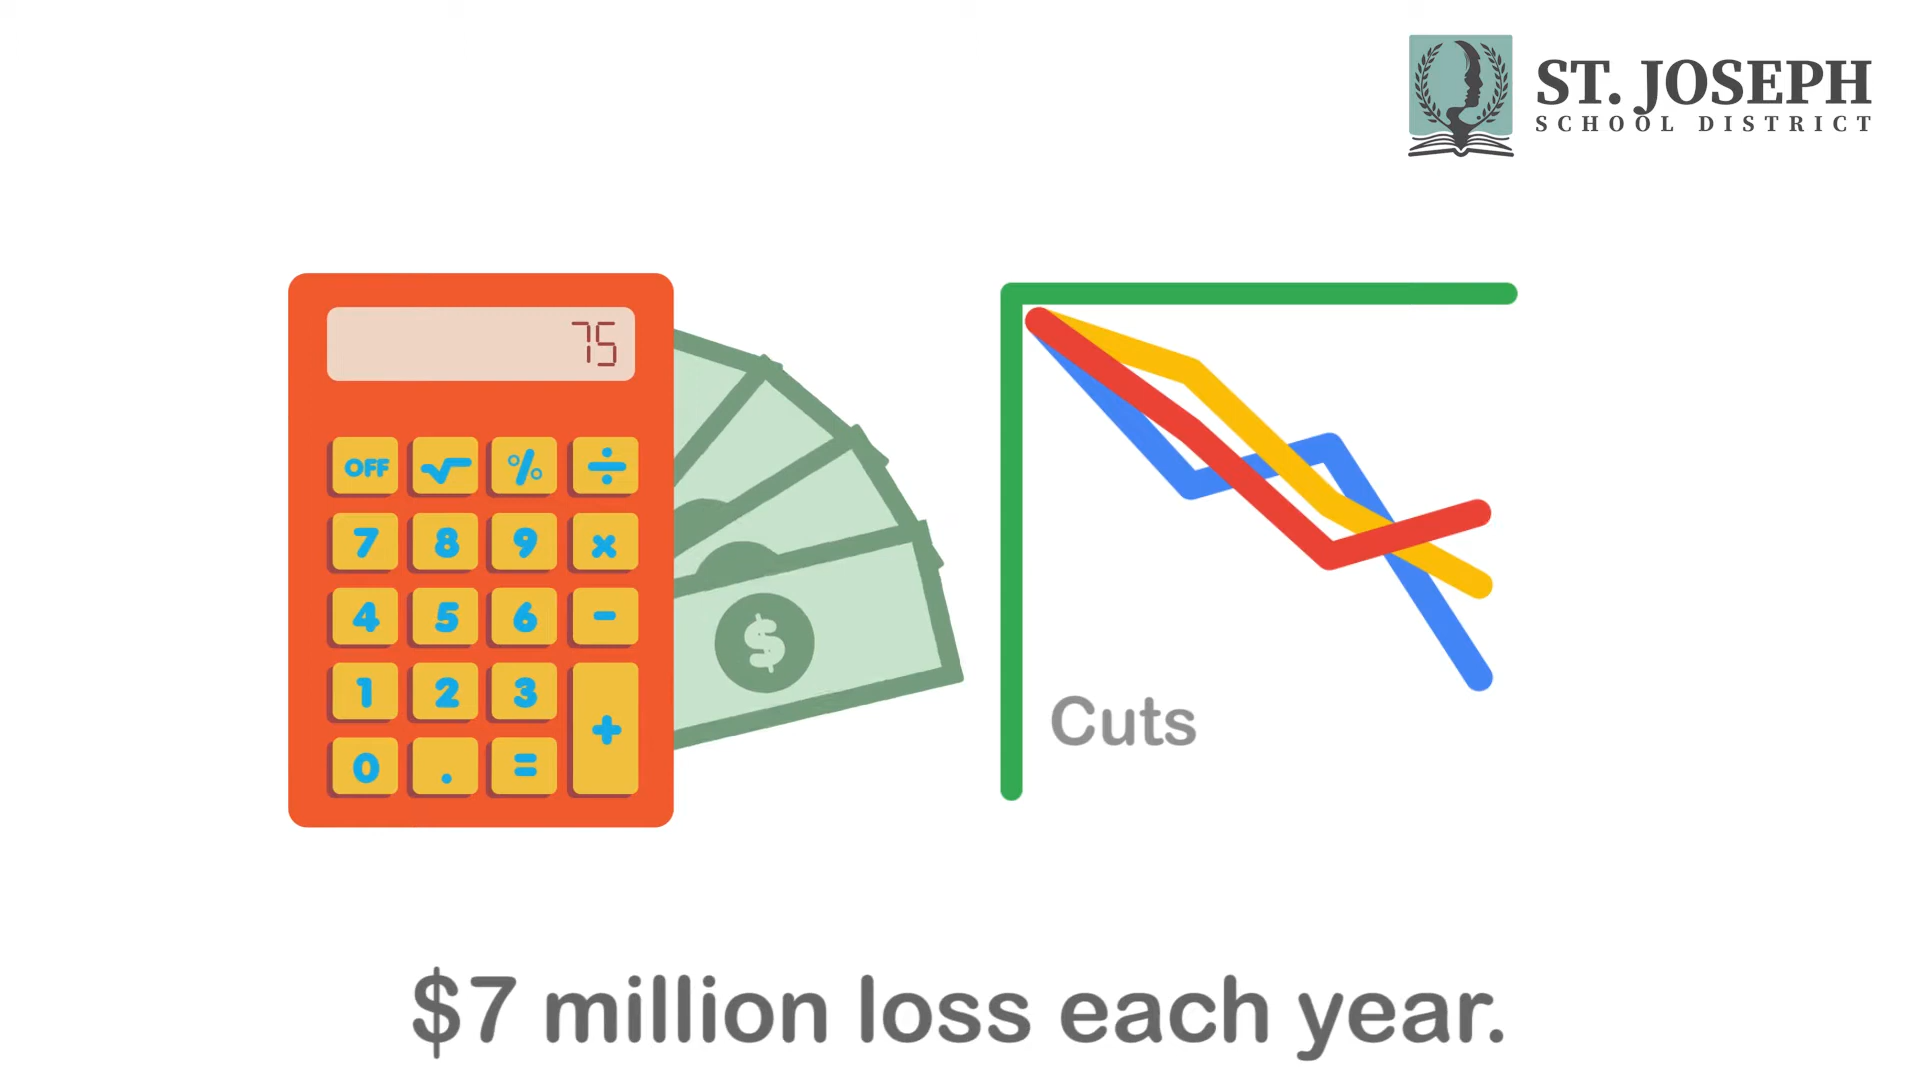 ST. JOSEPH
SCHOOL DISTRICT
75
OFF √ % ÷
7 8 9 ×
4 5 6 -
1 2 3 +
0 . =
Cuts
$7 million loss each year.